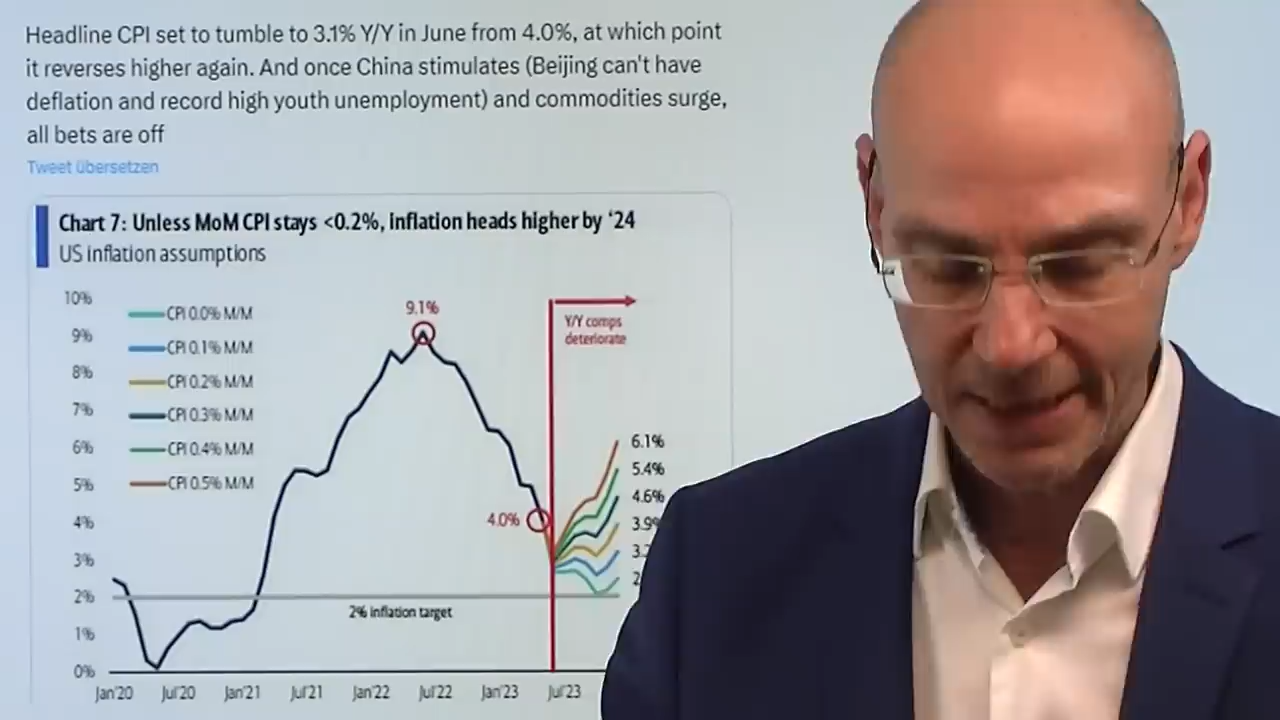 Headline CPI set to tumble to 3.1% Y/Y in June from 4.0%, at which point
it reverses higher again. And once China stimulates (Beijing can't have
deflation and record high youth unemployment) and commodities surge,
all bets are off
Tweet übersetzen
Chart 7: Unless MoM CPI stays <0.2%, inflation heads higher by '24
US inflation assumptions
10%
9%
8%
7%
6%
5%
4%
3%
2%
1%
0%
CPI 0.0% M/M
CPI 0.1% M/M
CPI 0.2% M/M
CPI 0.3% M/M
CPI 0.4% M/M
CPI 0.5% M/M
9.1%
Y/Y comps
deteriorate
4.0%
6.1%
5.4%
4.6%
3.9%
2% inflation target
Jan'20
Jul'20
Jan'21
Jul'21
Jan'22
Jul'22
Jan'23
Jul'23